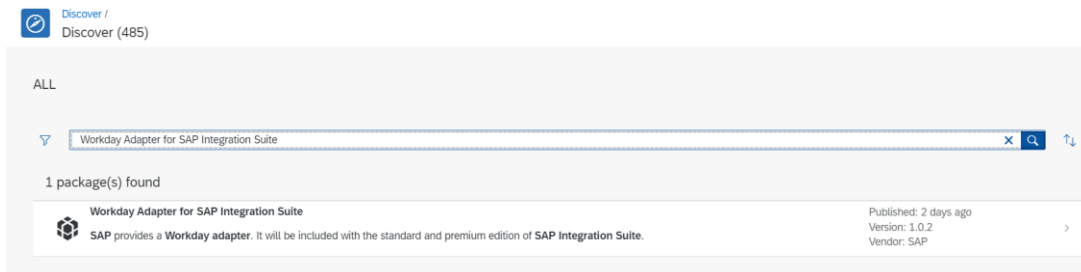 Discover /
Discover (485)
ALL
Workday Adapter for SAP Integration Suite
1 package(s) found
Workday Adapter for SAP Integration Suite
SAP provides a Workday adapter. It will be included with the standard and premium edition of SAP Integration Suite.
Published: 2 days ago
Version: 1.0.2
Vendor: SAP